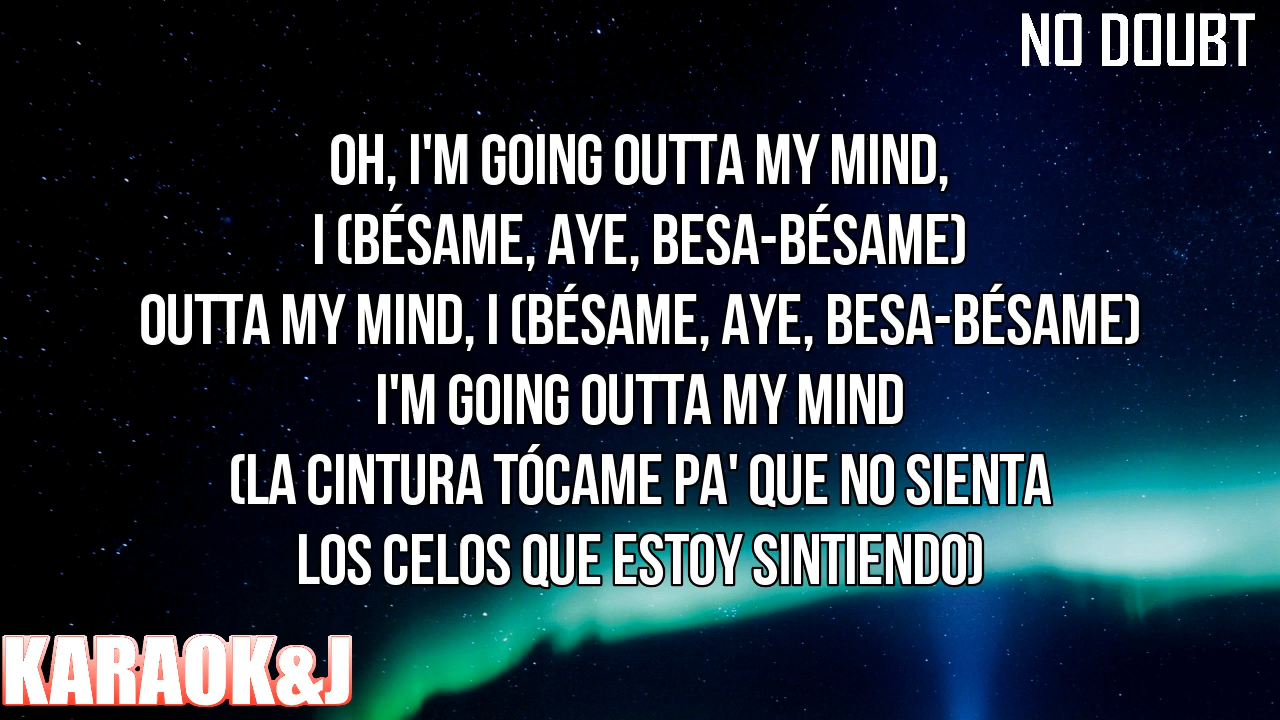 NO DOUBT
OH, I'M GOING OUTTA MY MIND,
I (BÉSAME, AYE, BESA-BÉSAME)
OUTTA MY MIND, I (BÉSAME, AYE, BESA-BÉSAME)
I'M GOING OUTTA MY MIND
(LA CINTURA TÓCAME PA' QUE NO SIENTA
LOS CELOS QUE ESTOY SINTIENDO)
KARAOK&J